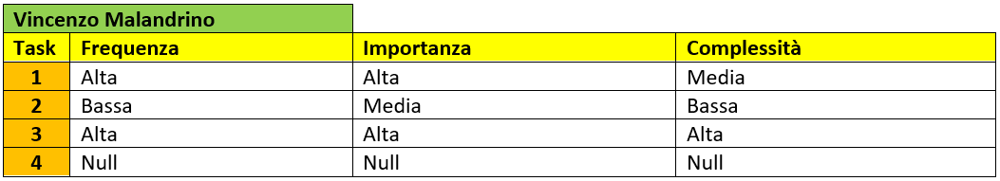 Vincenzo Malandrino
Task Frequenza Importanza Complessità
1 Alta Alta Media
2 Bassa Media Bassa
3 Alta Alta Alta
4 Null Null Null